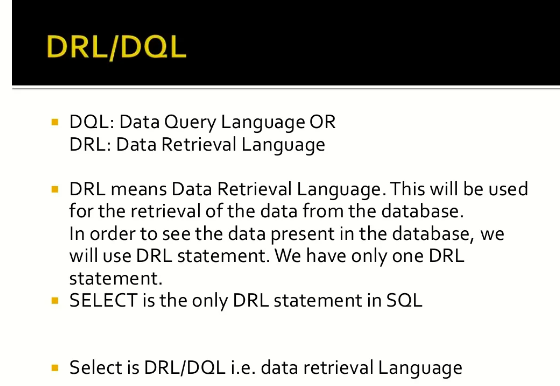 DRL/DQL
DQL: Data Query Language OR
DRL: Data Retrieval Language
DRL means Data Retrieval Language. This will be used
for the retrieval of the data from the database.
In order to see the data present in the database, we
will use DRL statement. We have only one DRL
statement.
SELECT is the only DRL statement in SQL
Select is DRL/DQL i.e. data retrieval Language